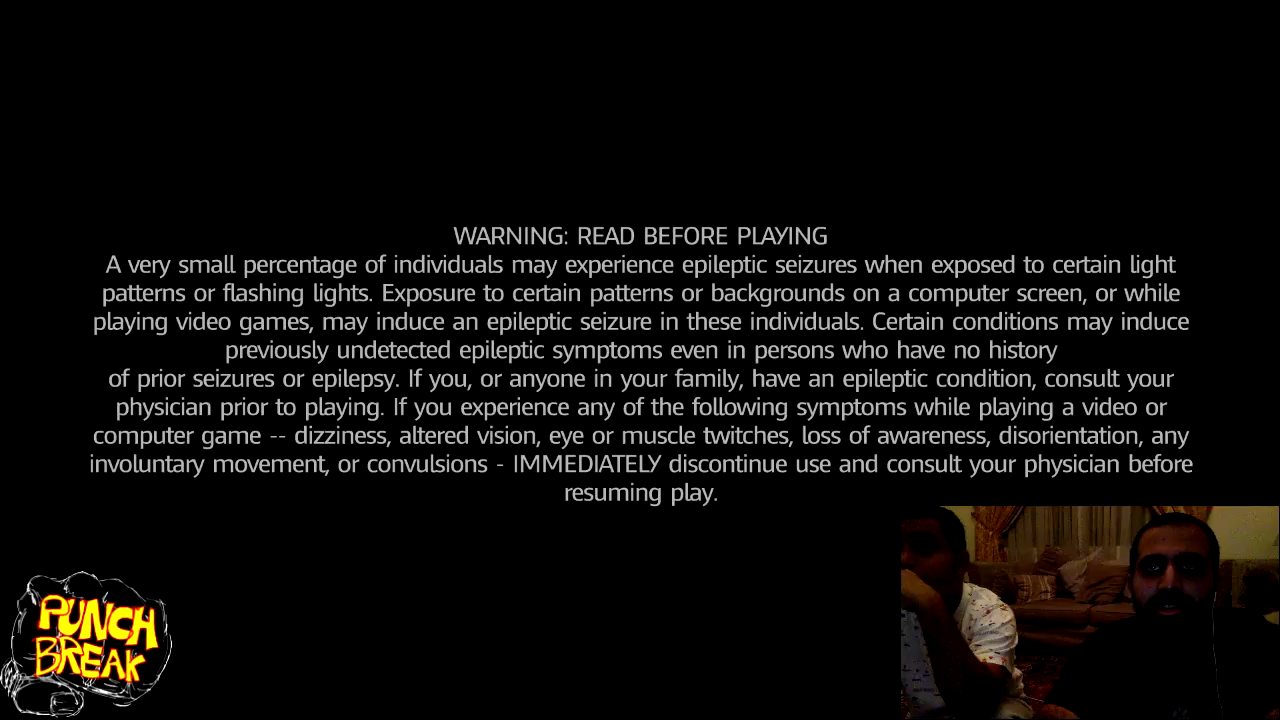 WARNING: READ BEFORE PLAYING
A very small percentage of individuals may experience epileptic seizures when exposed to certain light
patterns or flashing lights. Exposure to certain patterns or backgrounds on a computer screen, or while
playing video games, may induce an epileptic seizure in these individuals. Certain conditions may induce
previously undetected epileptic symptoms even in persons who have no history
of prior seizures or epilepsy. If you, or anyone in your family, have an epileptic condition, consult your
physician prior to playing. If you experience any of the following symptoms while playing a video or
computer game -- dizziness, altered vision, eye or muscle twitches, loss of awareness, disorientation, any
involuntary movement, or convulsions - IMMEDIATELY discontinue use and consult your physician before
resuming play.
PUNCH
BREAK